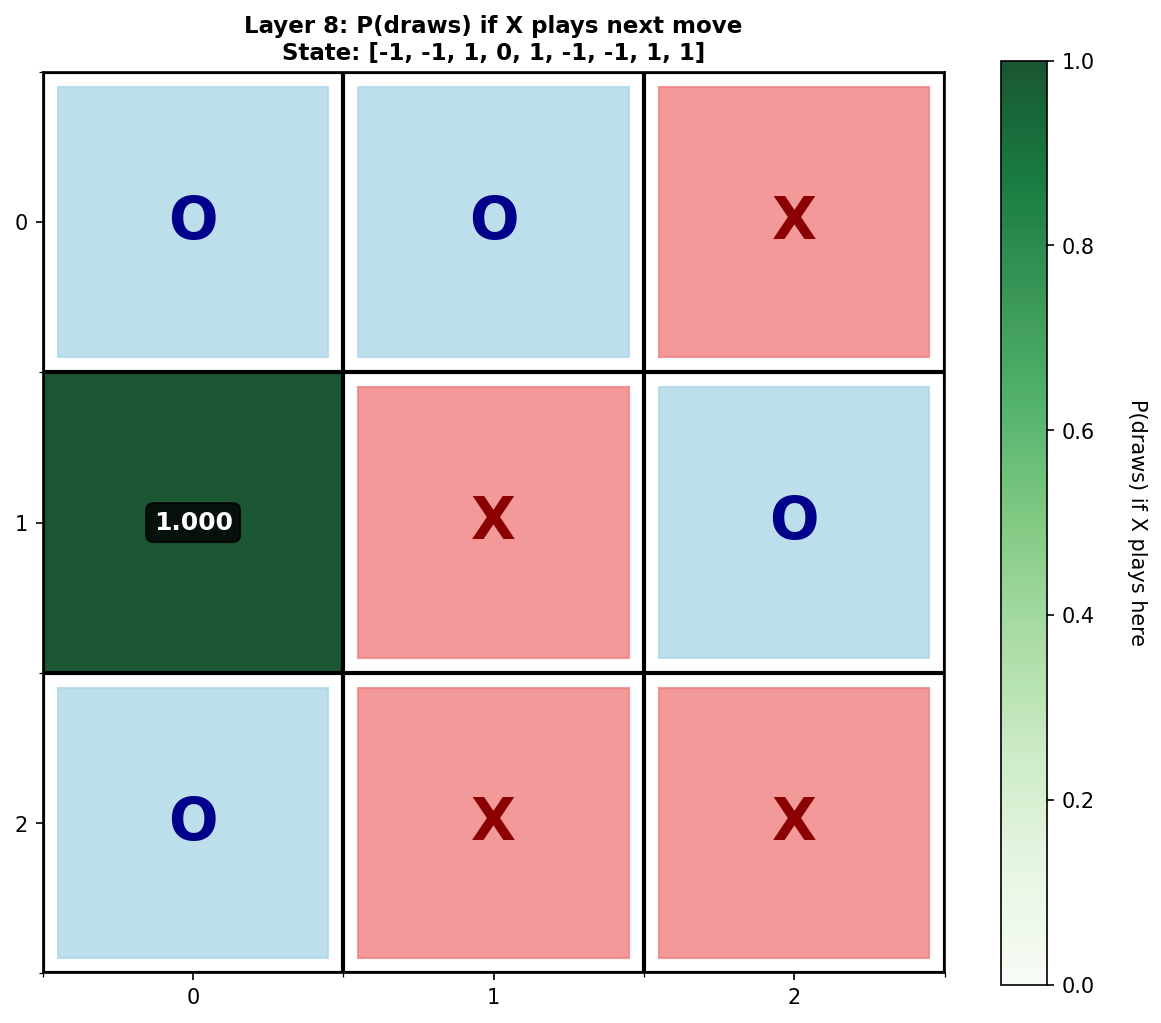 Layer 8: P(draws) if X plays next move
State: [-1, -1, 1, 0, 1, -1, -1, 1, 1]
0 O O X
1 1.000 X O
2 O X X
0 1 2
1.0
0.8
0.6
0.4
0.2
0.0
P(draws) if X plays here